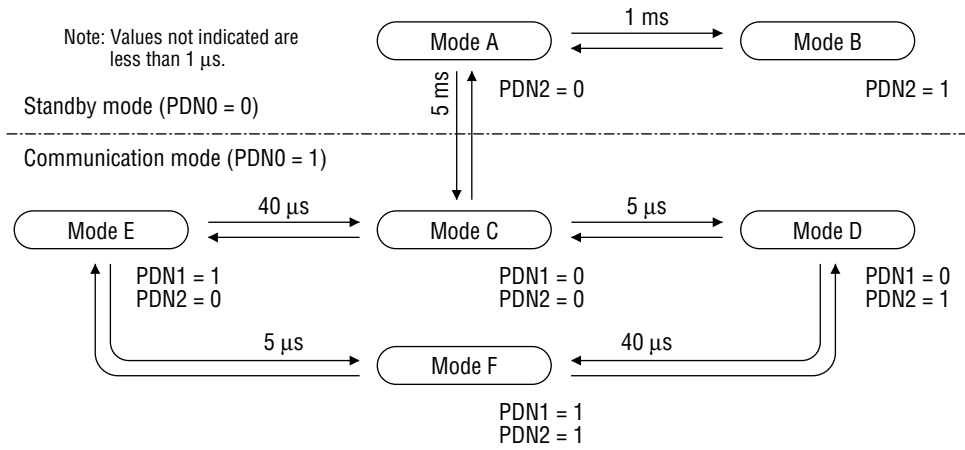 Note: Values not indicated are
less than 1 μs.
Mode A
1 ms
Mode B
PDN2 = 0
PDN2 = 1
5 ms
Standby mode (PDN0 = 0)
Communication mode (PDN0 = 1)
Mode E
40 μs
Mode C
5 μs
Mode D
PDN1 = 1
PDN2 = 0
PDN1 = 0
PDN2 = 0
PDN1 = 0
PDN2 = 1
5 μs
Mode F
40 μs
PDN1 = 1
PDN2 = 1